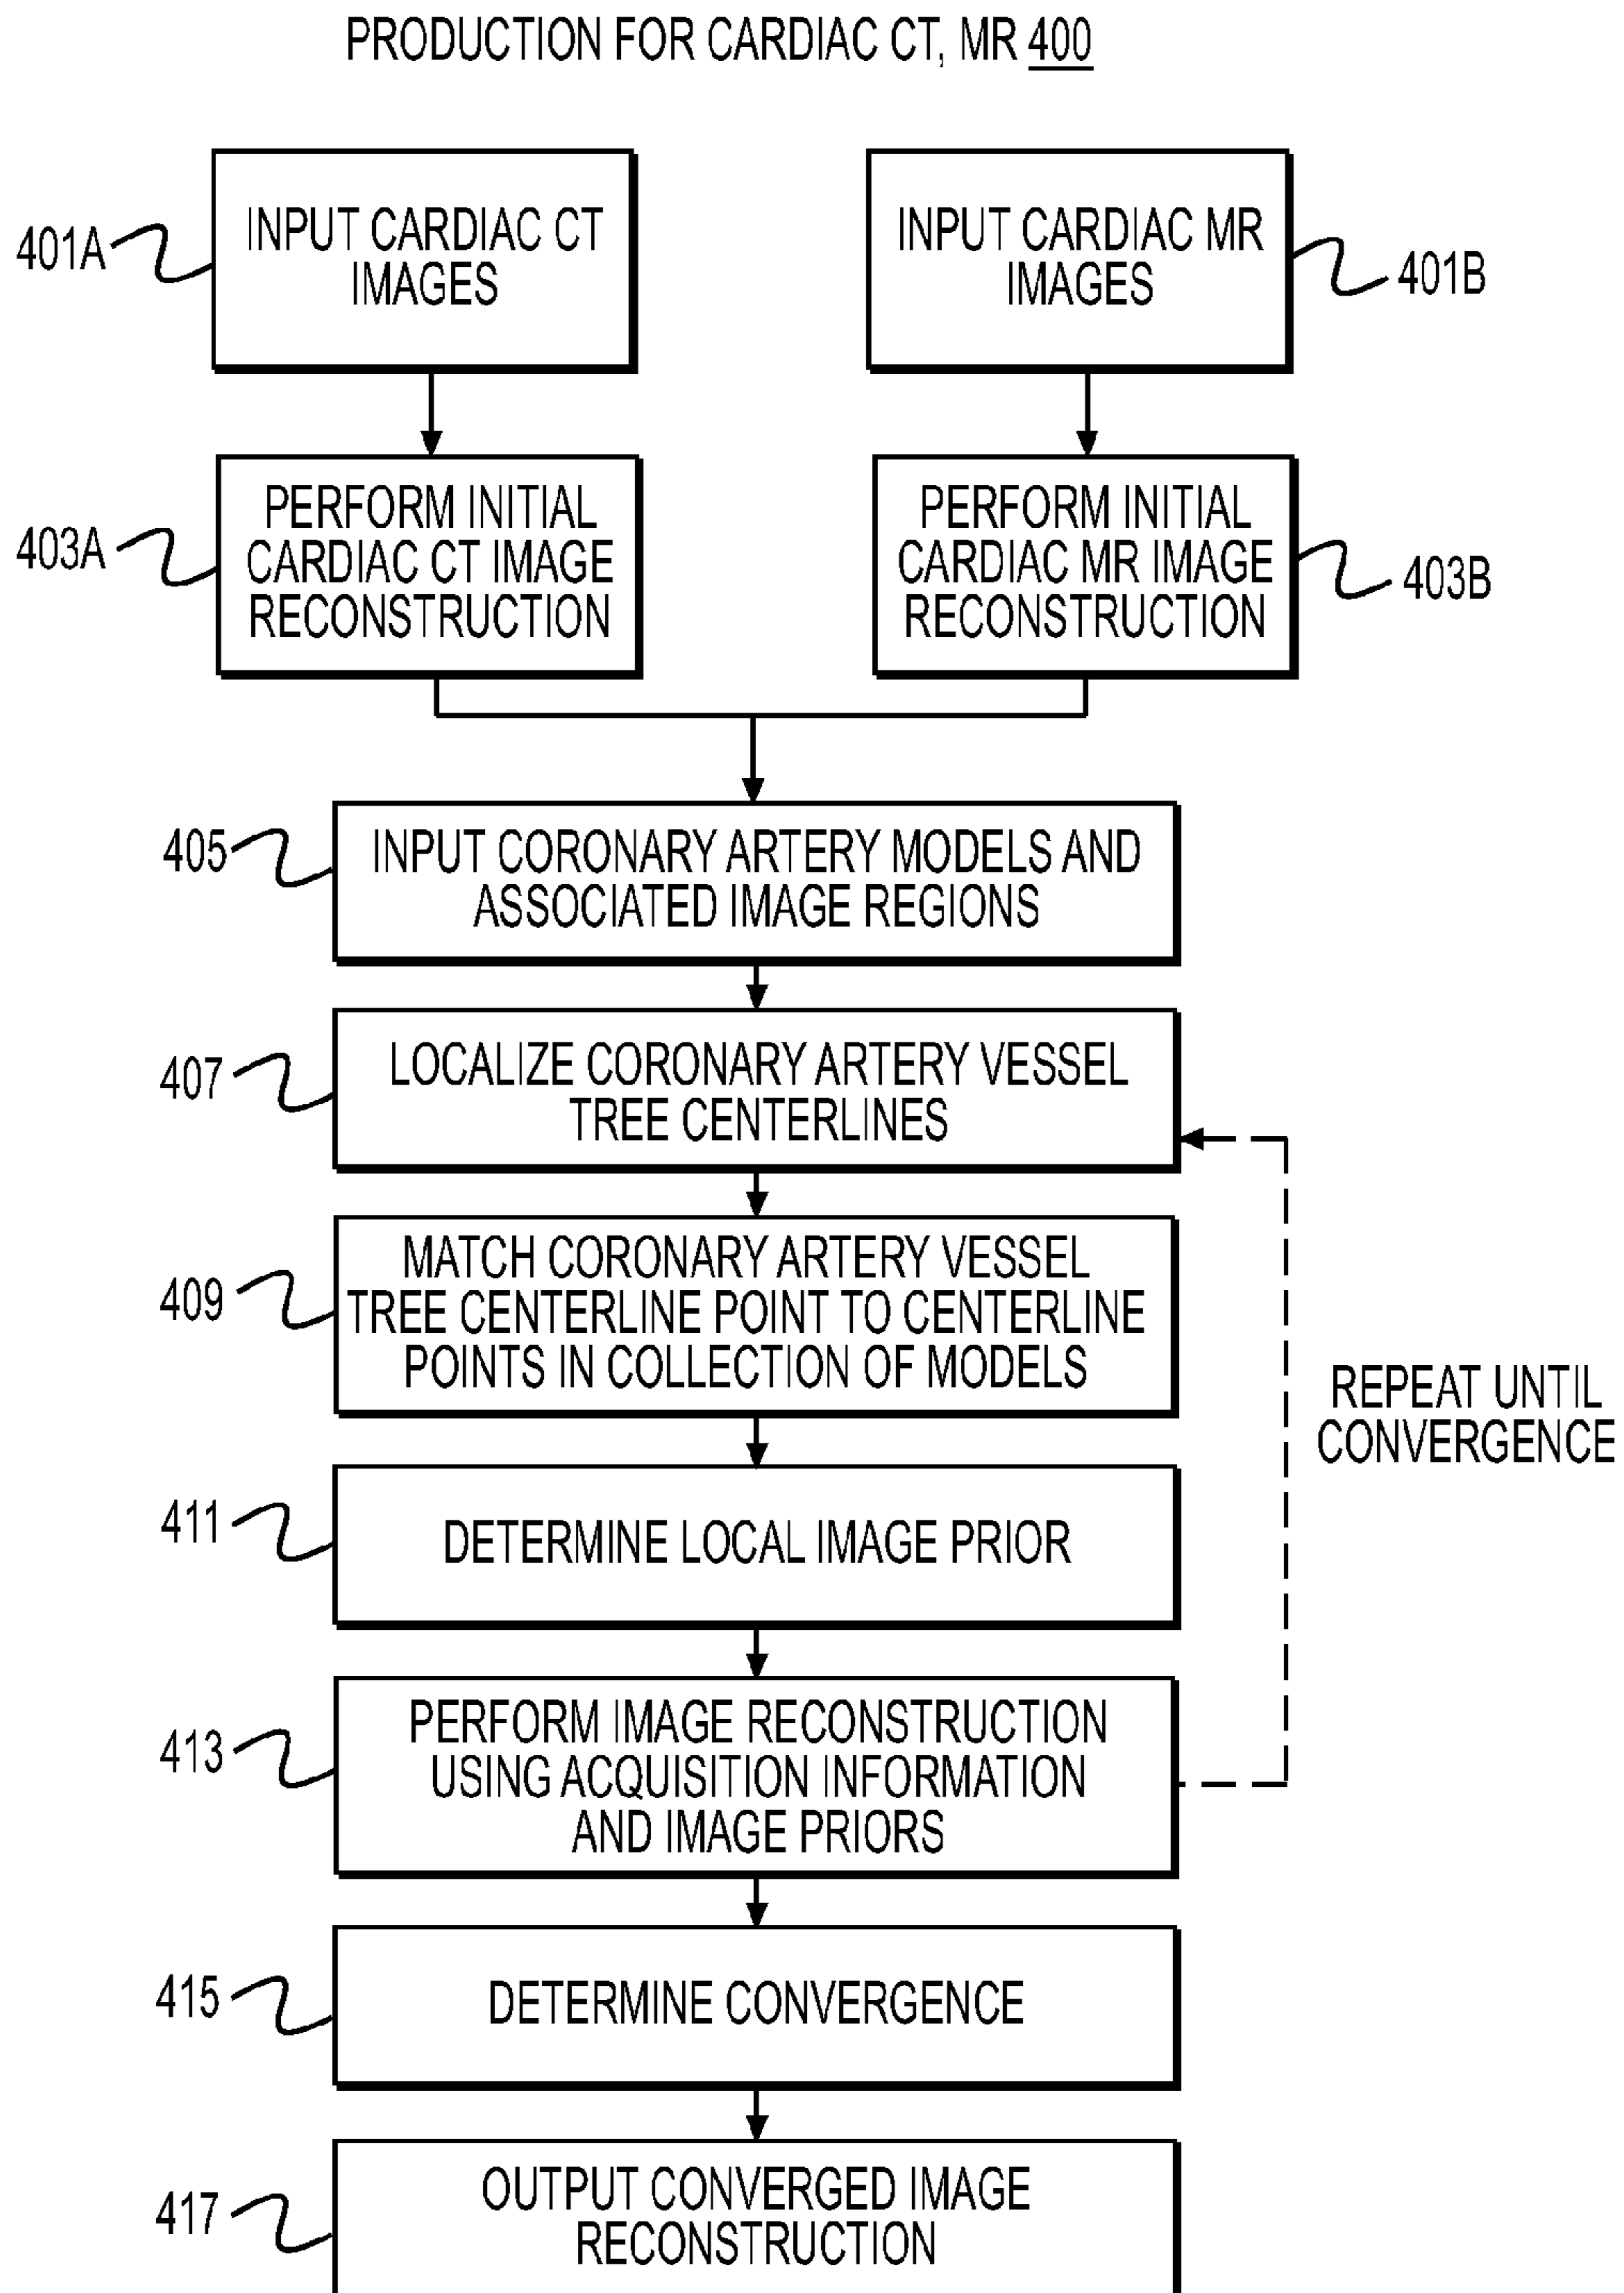 PRODUCTION FOR CARDIAC CT, MR 400
401A
INPUT CARDIAC CT
IMAGES
INPUT CARDIAC MR
IMAGES
401B
403A
PERFORM INITIAL
CARDIAC CT IMAGE
RECONSTRUCTION
PERFORM INITIAL
CARDIAC MR IMAGE
RECONSTRUCTION
403B
405
INPUT CORONARY ARTERY MODELS AND
ASSOCIATED IMAGE REGIONS
407
LOCALIZE CORONARY ARTERY VESSEL
TREE CENTERLINES
409
MATCH CORONARY ARTERY VESSEL
TREE CENTERLINE POINT TO CENTERLINE
POINTS IN COLLECTION OF MODELS
REPEAT UNTIL
CONVERGENCE
411
DETERMINE LOCAL IMAGE PRIOR
413
PERFORM IMAGE RECONSTRUCTION
USING ACQUISITION INFORMATION
AND IMAGE PRIORS
415
DETERMINE CONVERGENCE
417
OUTPUT CONVERGED IMAGE
RECONSTRUCTION